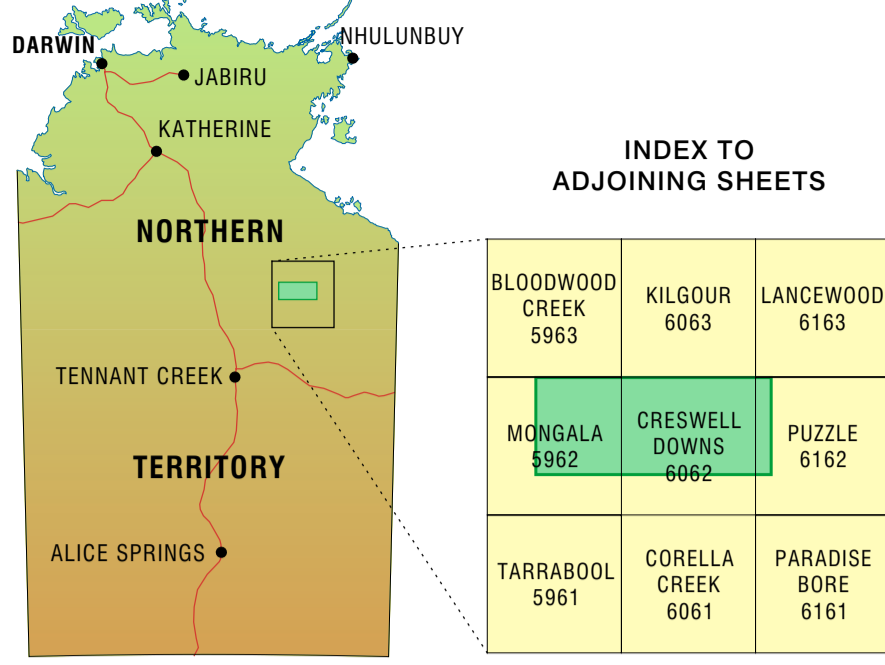 DARWIN
NHULUNBUY
JABIRU
KATHERINE
NORTHERN
TENNANT CREEK
TERRITORY
ALICE SPRINGS
INDEX TO
ADJOINING SHEETS
BLOODWOOD
CREEK
5963
KILGOUR
6063
LANCEWOOD
6163
MONGALA
5962
CRESWELL
DOWNS
6062
PUZZLE
6162
TARRABOOL
5961
CORELLA
CREEK
6061
PARADISE
BORE
6161